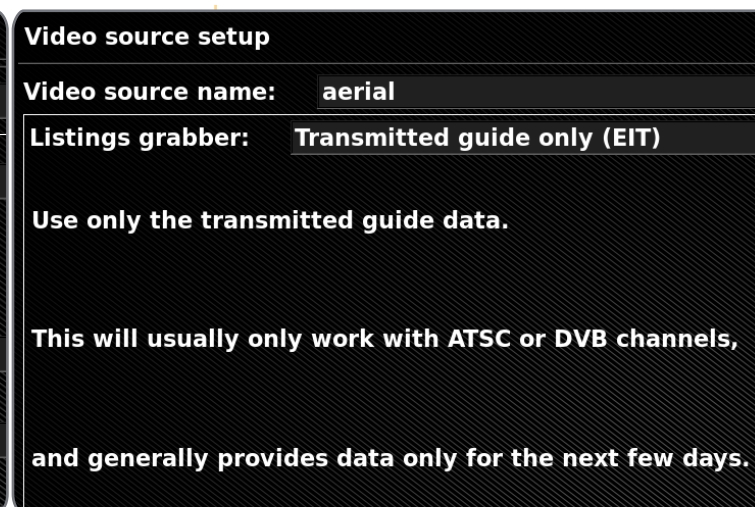 Video source setup
Video source name: aerial
Listings grabber: Transmitted guide only (EIT)
Use only the transmitted guide data.
This will usually only work with ATSC or DVB channels,
and generally provides data only for the next few days.